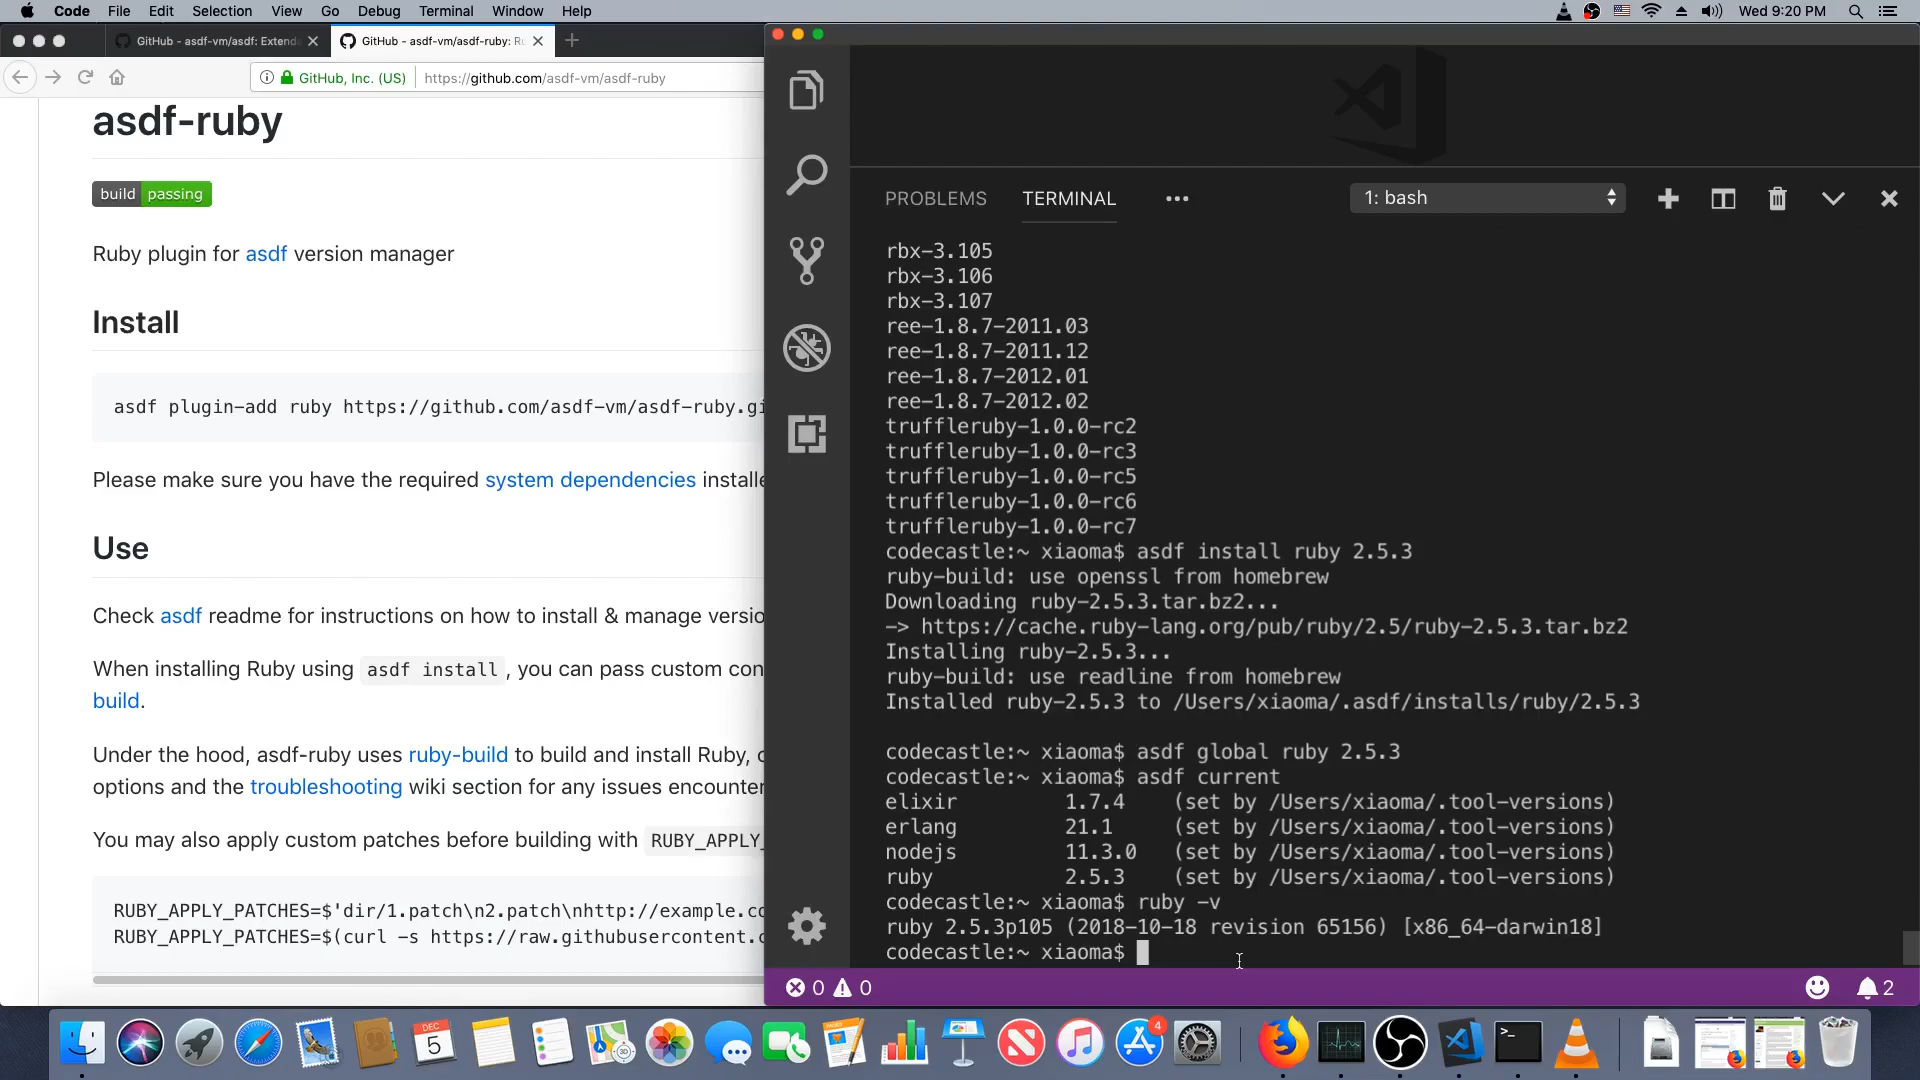 Code File Edit Selection View Go Debug Terminal Window Help
Wed 9:20 PM
GitHub - asdf-vm/asdf: Extenda
GitHub - asdf-vm/asdf-ruby: Ru
GitHub, Inc. (US) https://github.com/asdf-vm/asdf-ruby
asdf-ruby
build passing
Ruby plugin for asdf version manager
Install
asdf plugin-add ruby https://github.com/asdf-vm/asdf-ruby.gi
Please make sure you have the required system dependencies installe
Use
Check asdf readme for instructions on how to install & manage versio
When installing Ruby using asdf install, you can pass custom con
build.
Under the hood, asdf-ruby uses ruby-build to build and install Ruby, c
options and the troubleshooting wiki section for any issues encounter
You may also apply custom patches before building with RUBY_APPLY_
RUBY_APPLY_PATCHES=$'dir/1.patch\n2.patch\nhttp://example.co
RUBY_APPLY_PATCHES=$(curl -s https://raw.githubusercontent.c
PROBLEMS TERMINAL ••• 1: bash
rbx-3.105
rbx-3.106
rbx-3.107
ree-1.8.7-2011.03
ree-1.8.7-2011.12
ree-1.8.7-2012.01
ree-1.8.7-2012.02
truffleruby-1.0.0-rc2
truffleruby-1.0.0-rc3
truffleruby-1.0.0-rc5
truffleruby-1.0.0-rc6
truffleruby-1.0.0-rc7
codecastle:~ xiaoma$ asdf install ruby 2.5.3
ruby-build: use openssl from homebrew
Downloading ruby-2.5.3.tar.bz2...
-> https://cache.ruby-lang.org/pub/ruby/2.5/ruby-2.5.3.tar.bz2
Installing ruby-2.5.3...
ruby-build: use readline from homebrew
Installed ruby-2.5.3 to /Users/xiaoma/.asdf/installs/ruby/2.5.3
codecastle:~ xiaoma$ asdf global ruby 2.5.3
codecastle:~ xiaoma$ asdf current
elixir 1.7.4 (set by /Users/xiaoma/.tool-versions)
erlang 21.1 (set by /Users/xiaoma/.tool-versions)
nodejs 11.3.0 (set by /Users/xiaoma/.tool-versions)
ruby 2.5.3 (set by /Users/xiaoma/.tool-versions)
codecastle:~ xiaoma$ ruby -v
ruby 2.5.3p105 (2018-10-18 revision 65156) [x86_64-darwin18]
codecastle:~ xiaoma$
0 0
2
DEC
5
3D
4
>_